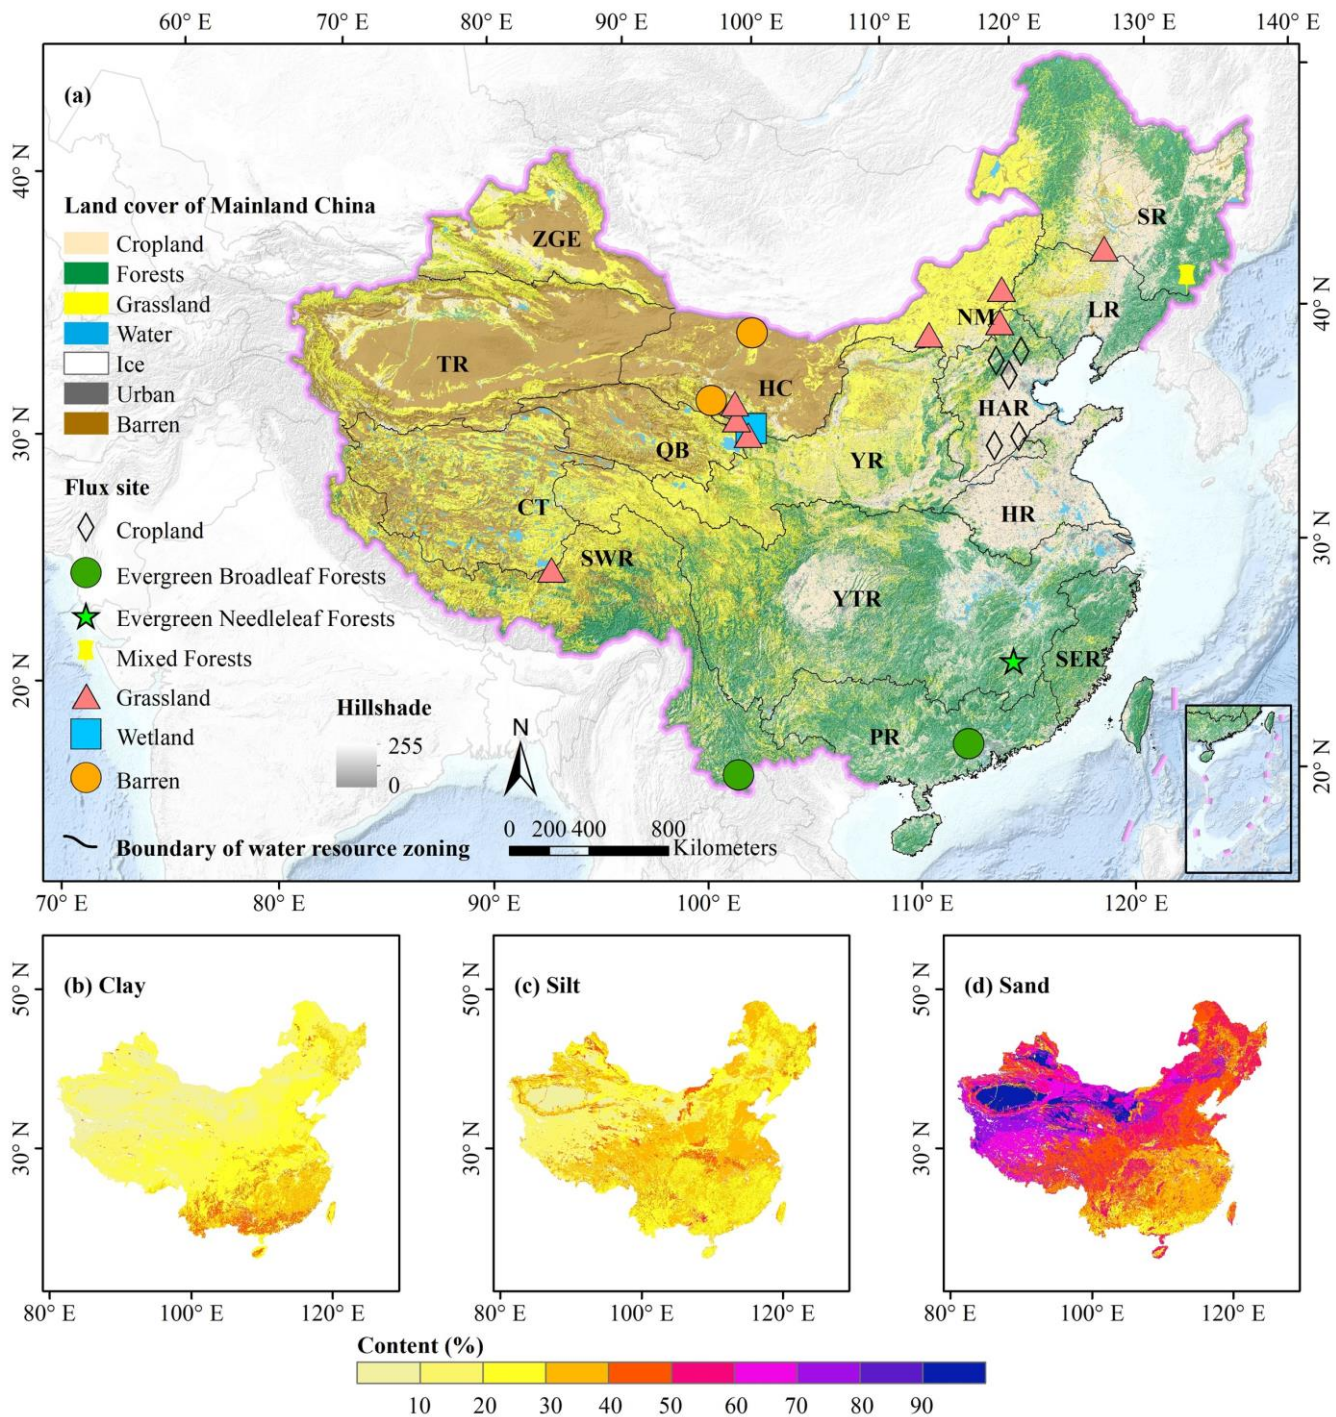 60° E 70° E 80° E 90° E 100° E 110° E 120° E 130° E 140° E
(a)
40° N
30° N
20° N
40° N
30° N
20° N
Land cover of Mainland China
Cropland
Forests
Grassland
Water
Ice
Urban
Barren
Flux site
Cropland
Evergreen Broadleaf Forests
Evergreen Needleleaf Forests
Mixed Forests
Grassland
Wetland
Barren
Boundary of water resource zoning
Hillshade
255
0
N
0 200 400 800
Kilometers
ZGE
SR
TR
NM
LR
HC
HAR
QB
YR
CT
HR
SWR
YTR
SER
PR
70° E 80° E 90° E 100° E 110° E 120° E
(b) Clay
50° N
30° N
80° E 100° E 120° E
(c) Silt
50° N
30° N
80° E 100° E 120° E
(d) Sand
50° N
30° N
80° E 100° E 120° E
Content (%)
10 20 30 40 50 60 70 80 90